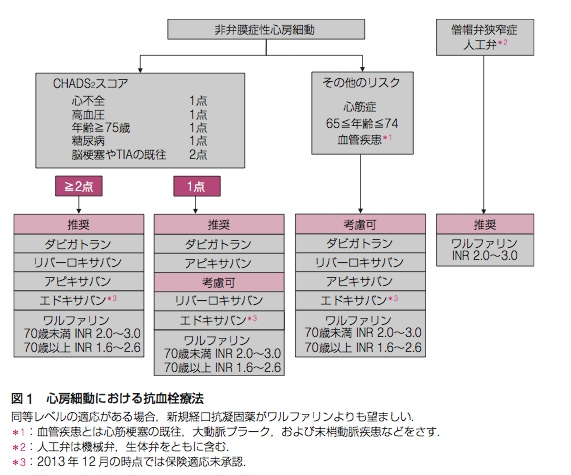 非弁膜症性心房細動
僧帽弁狭窄症
人工弁*2
CHADS2スコア
心不全 1点
高血圧 1点
年齢≧75歳 1点
糖尿病 1点
脳梗塞やTIAの既往 2点
その他のリスク
心筋症
65≦年齢≦74
血管疾患*1
≧2点
1点
推奨
ダビガトラン
リバーロキサバン
アピキサバン
エドキサバン*3
ワルファリン
70歳未満 INR 2.0〜3.0
70歳以上 INR 1.6〜2.6
推奨
ダビガトラン
アピキサバン
考慮可
リバーロキサバン
エドキサバン*3
ワルファリン
70歳未満 INR 2.0〜3.0
70歳以上 INR 1.6〜2.6
考慮可
ダビガトラン
リバーロキサバン
アピキサバン
エドキサバン*3
ワルファリン
70歳未満 INR 2.0〜3.0
70歳以上 INR 1.6〜2.6
推奨
ワルファリン
INR 2.0〜3.0
図1 心房細動における抗血栓療法
同等レベルの適応がある場合，新規経口抗凝固薬がワルファリンよりも望ましい．
*1：血管疾患とは心筋梗塞の既往，大動脈プラーク，および末梢動脈疾患などをさす．
*2：人工弁は機械弁，生体弁をともに含む．
*3：2013年12月の時点では保険適応未承認．